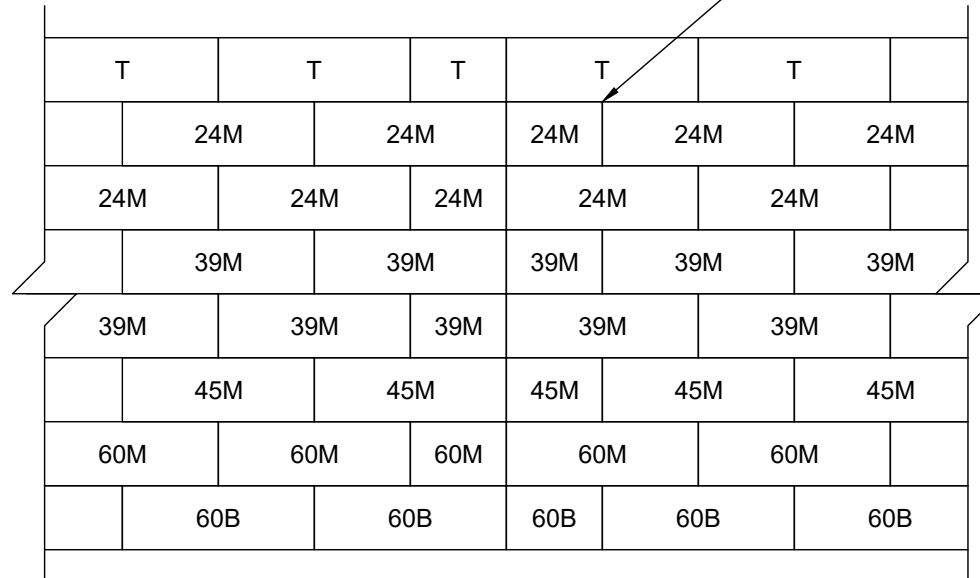 T T T T T
24M 24M 24M 24M 24M
24M 24M 24M 24M 24M
39M 39M 39M 39M 39M
39M 39M 39M 39M 39M
45M 45M 45M 45M 45M
60M 60M 60M 60M 60M
60B 60B 60B 60B 60B